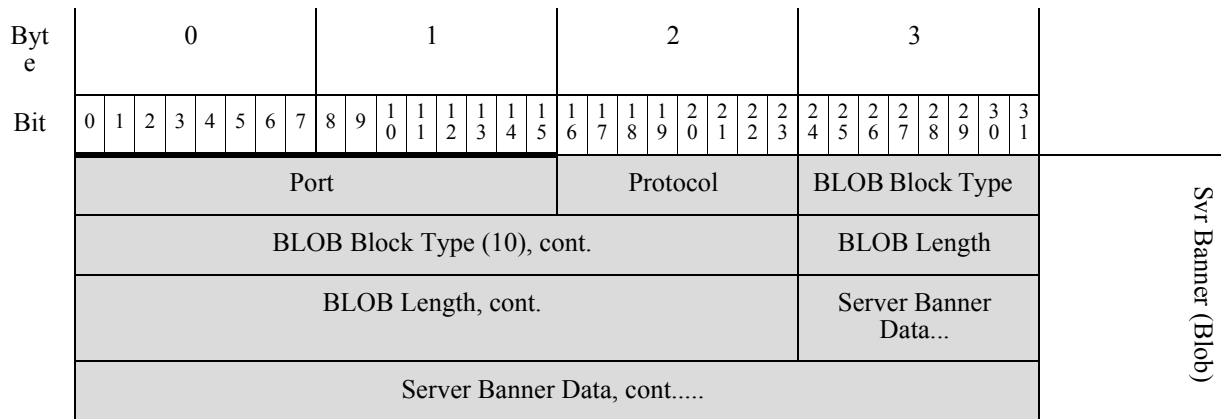 Byt
e 0 1 2 3
Bit 0 1 2 3 4 5 6 7 8 9 10 11 12 13 14 15 16 17 18 19 20 21 22 23 24 25 26 27 28 29 30 31
Port Protocol BLOB Block Type
BLOB Block Type (10), cont. BLOB Length
BLOB Length, cont. Server Banner
Data...
Server Banner Data, cont.....
Svr Banner (Blob)